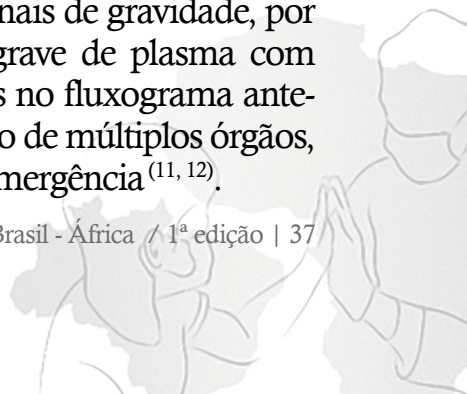 nais de gravidade, por
grave de plasma com
s no fluxograma ante-
o de múltiplos órgãos,
mergência (11, 12).
Brasil - África / 1ª edição | 37